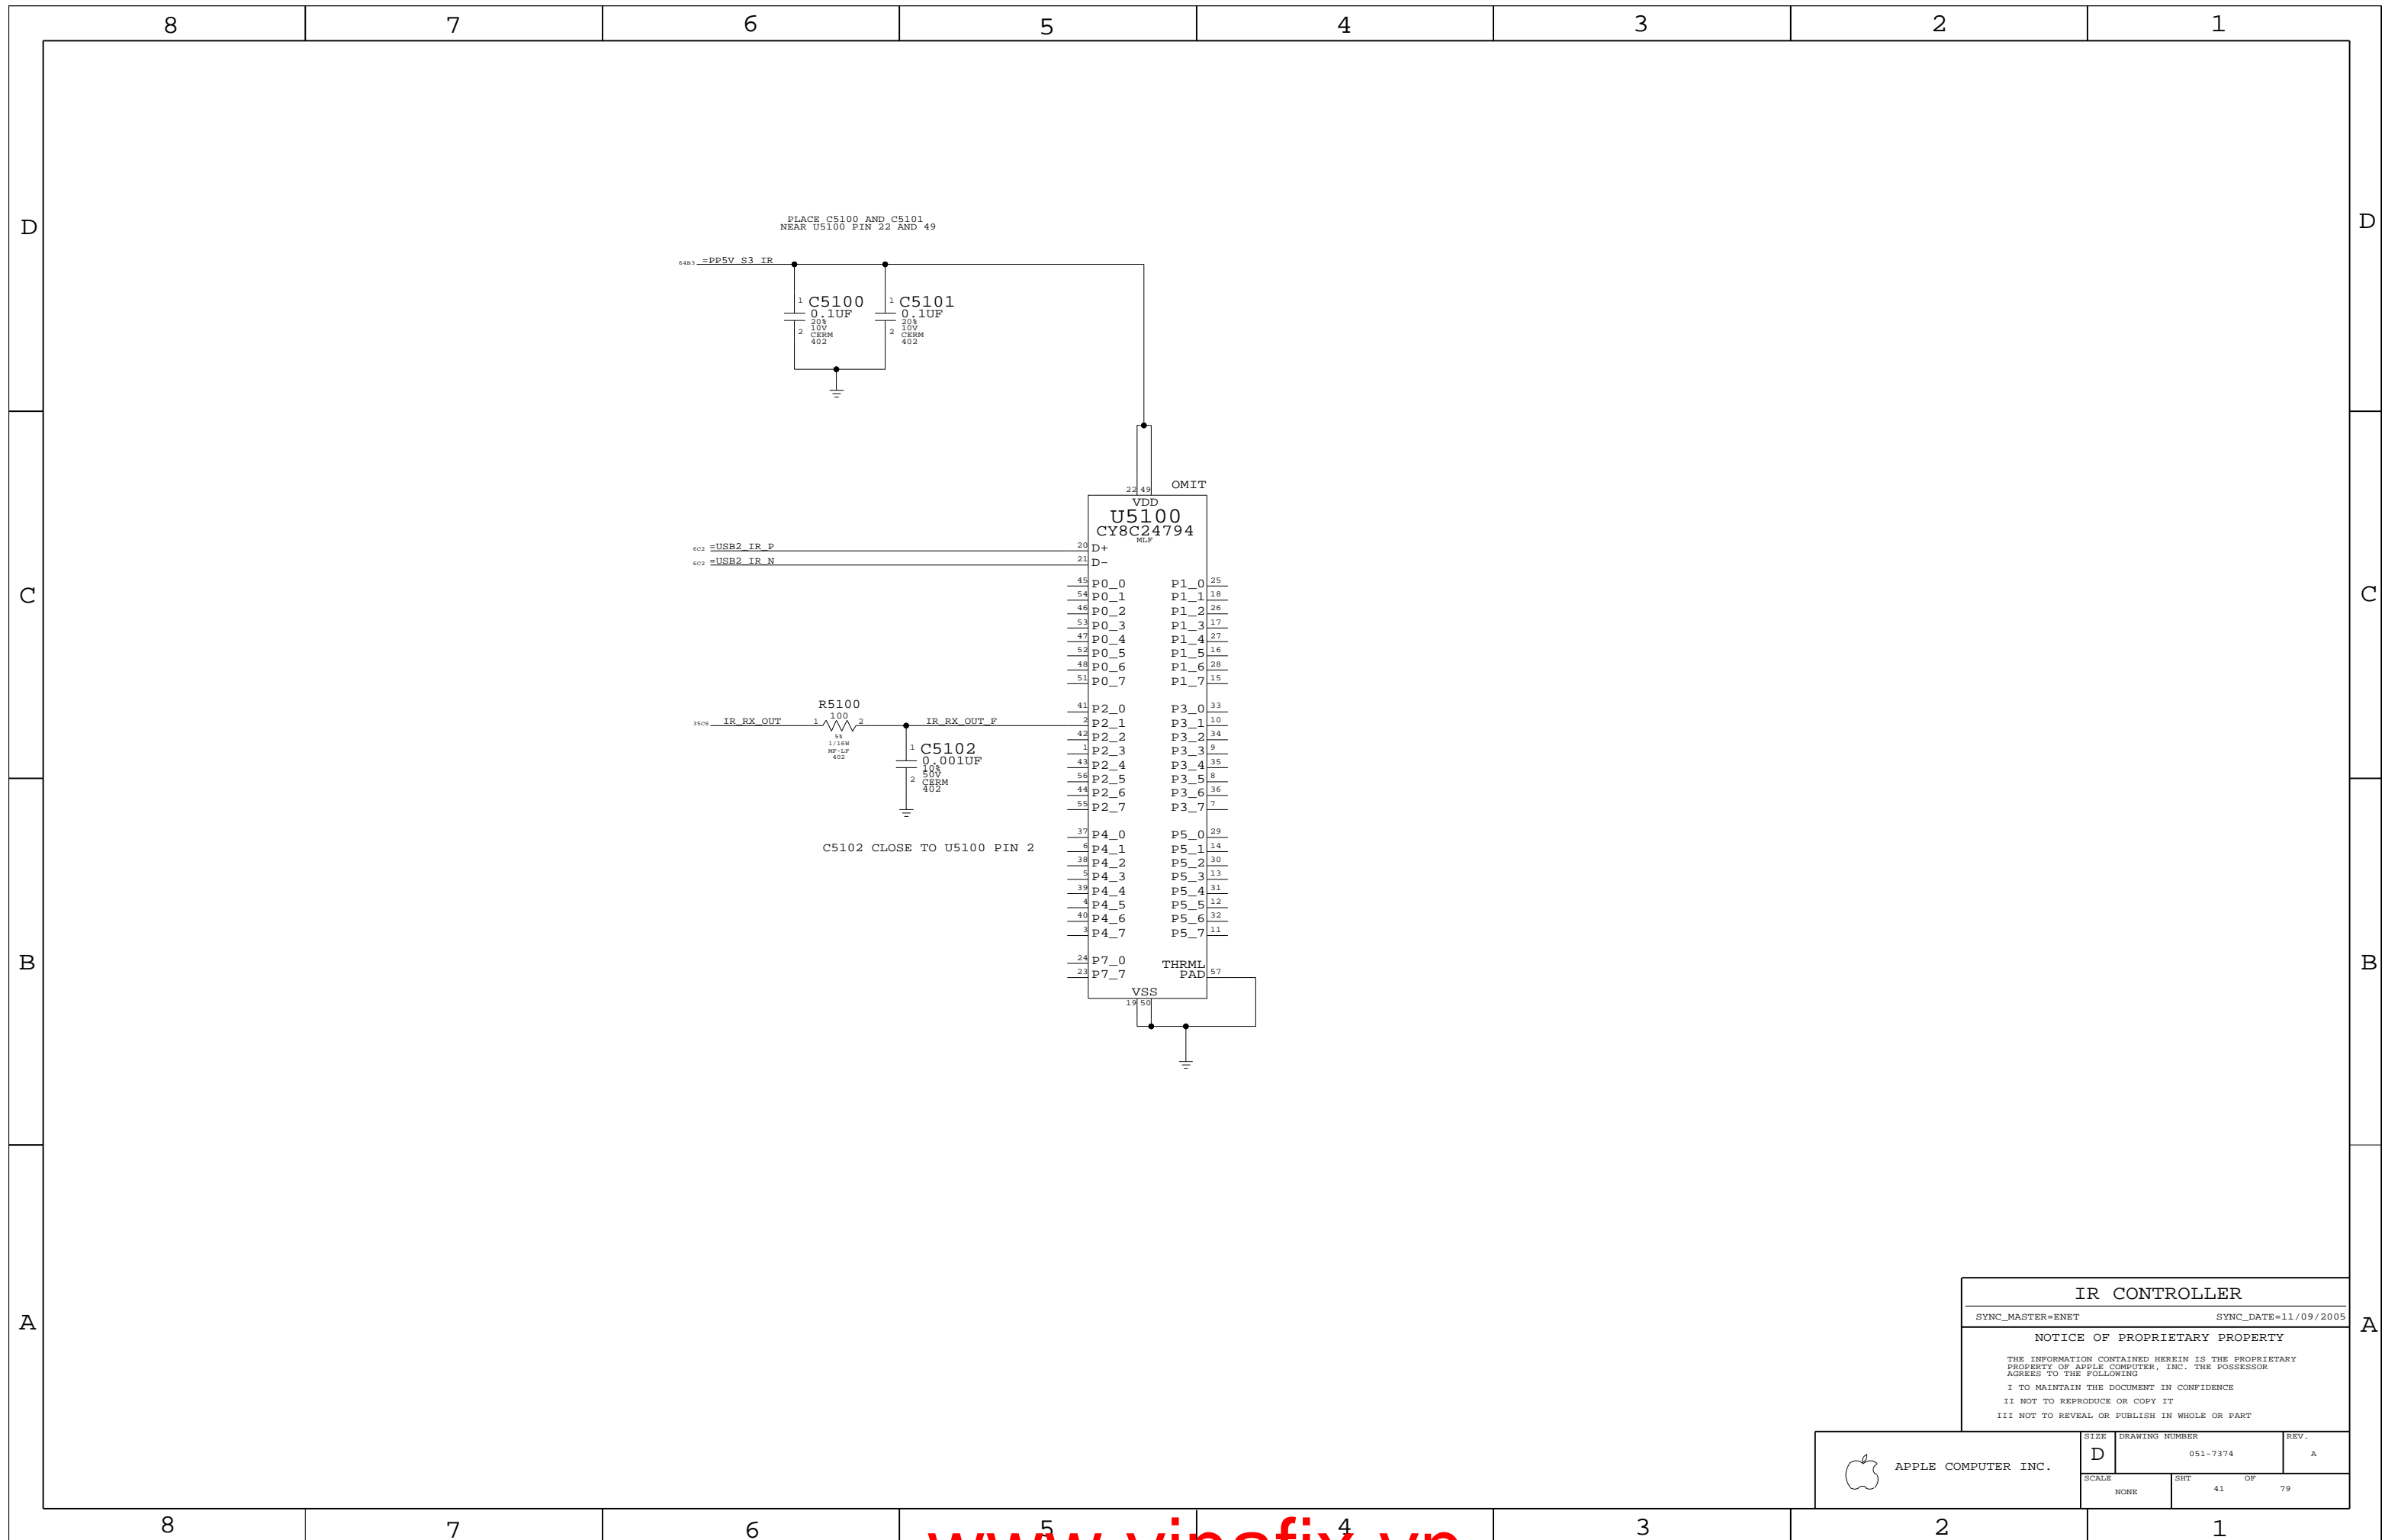 8 7 6 5 4 3 2 1
D
D
PLACE C5100 AND C5101
NEAR U5100 PIN 22 AND 49
64B3 =PP5V_S3_IR
1 C5100
0.1UF
20%
10V
2 CERM
402
1 C5101
0.1UF
20%
10V
2 CERM
402
OMIT
22 49
VDD
U5100
CY8C24794
MLF
6C2 =USB2_IR_P 20 D+
6C2 =USB2_IR_N 21 D-
C
C
45 P0_0 P1_0 25
54 P0_1 P1_1 18
46 P0_2 P1_2 26
53 P0_3 P1_3 17
47 P0_4 P1_4 27
52 P0_5 P1_5 16
48 P0_6 P1_6 28
51 P0_7 P1_7 15
R5100
100
35C6 IR_RX_OUT 1 2 IR_RX_OUT_F
5%
1/16W
MF-LF
402
1 C5102
0.001UF
10%
50V
2 CERM
402
41 P2_0 P3_0 33
2 P2_1 P3_1 10
42 P2_2 P3_2 34
1 P2_3 P3_3 9
43 P2_4 P3_4 35
56 P2_5 P3_5 8
44 P2_6 P3_6 36
55 P2_7 P3_7 7
C5102 CLOSE TO U5100 PIN 2
37 P4_0 P5_0 29
6 P4_1 P5_1 14
38 P4_2 P5_2 30
5 P4_3 P5_3 13
39 P4_4 P5_4 31
4 P4_5 P5_5 12
40 P4_6 P5_6 32
3 P4_7 P5_7 11
B
B
24 P7_0 THRML
23 P7_7 PAD 57
VSS
19 50
A
A
IR CONTROLLER
SYNC_MASTER=ENET SYNC_DATE=11/09/2005
NOTICE OF PROPRIETARY PROPERTY
THE INFORMATION CONTAINED HEREIN IS THE PROPRIETARY
PROPERTY OF APPLE COMPUTER, INC. THE POSSESSOR
AGREES TO THE FOLLOWING
I TO MAINTAIN THE DOCUMENT IN CONFIDENCE
II NOT TO REPRODUCE OR COPY IT
III NOT TO REVEAL OR PUBLISH IN WHOLE OR PART
APPLE COMPUTER INC.
SIZE DRAWING NUMBER REV.
D 051-7374 A
SCALE SHT OF
NONE 41 79
8 7 6 5 4 3 2 1
www.vinafix.vn